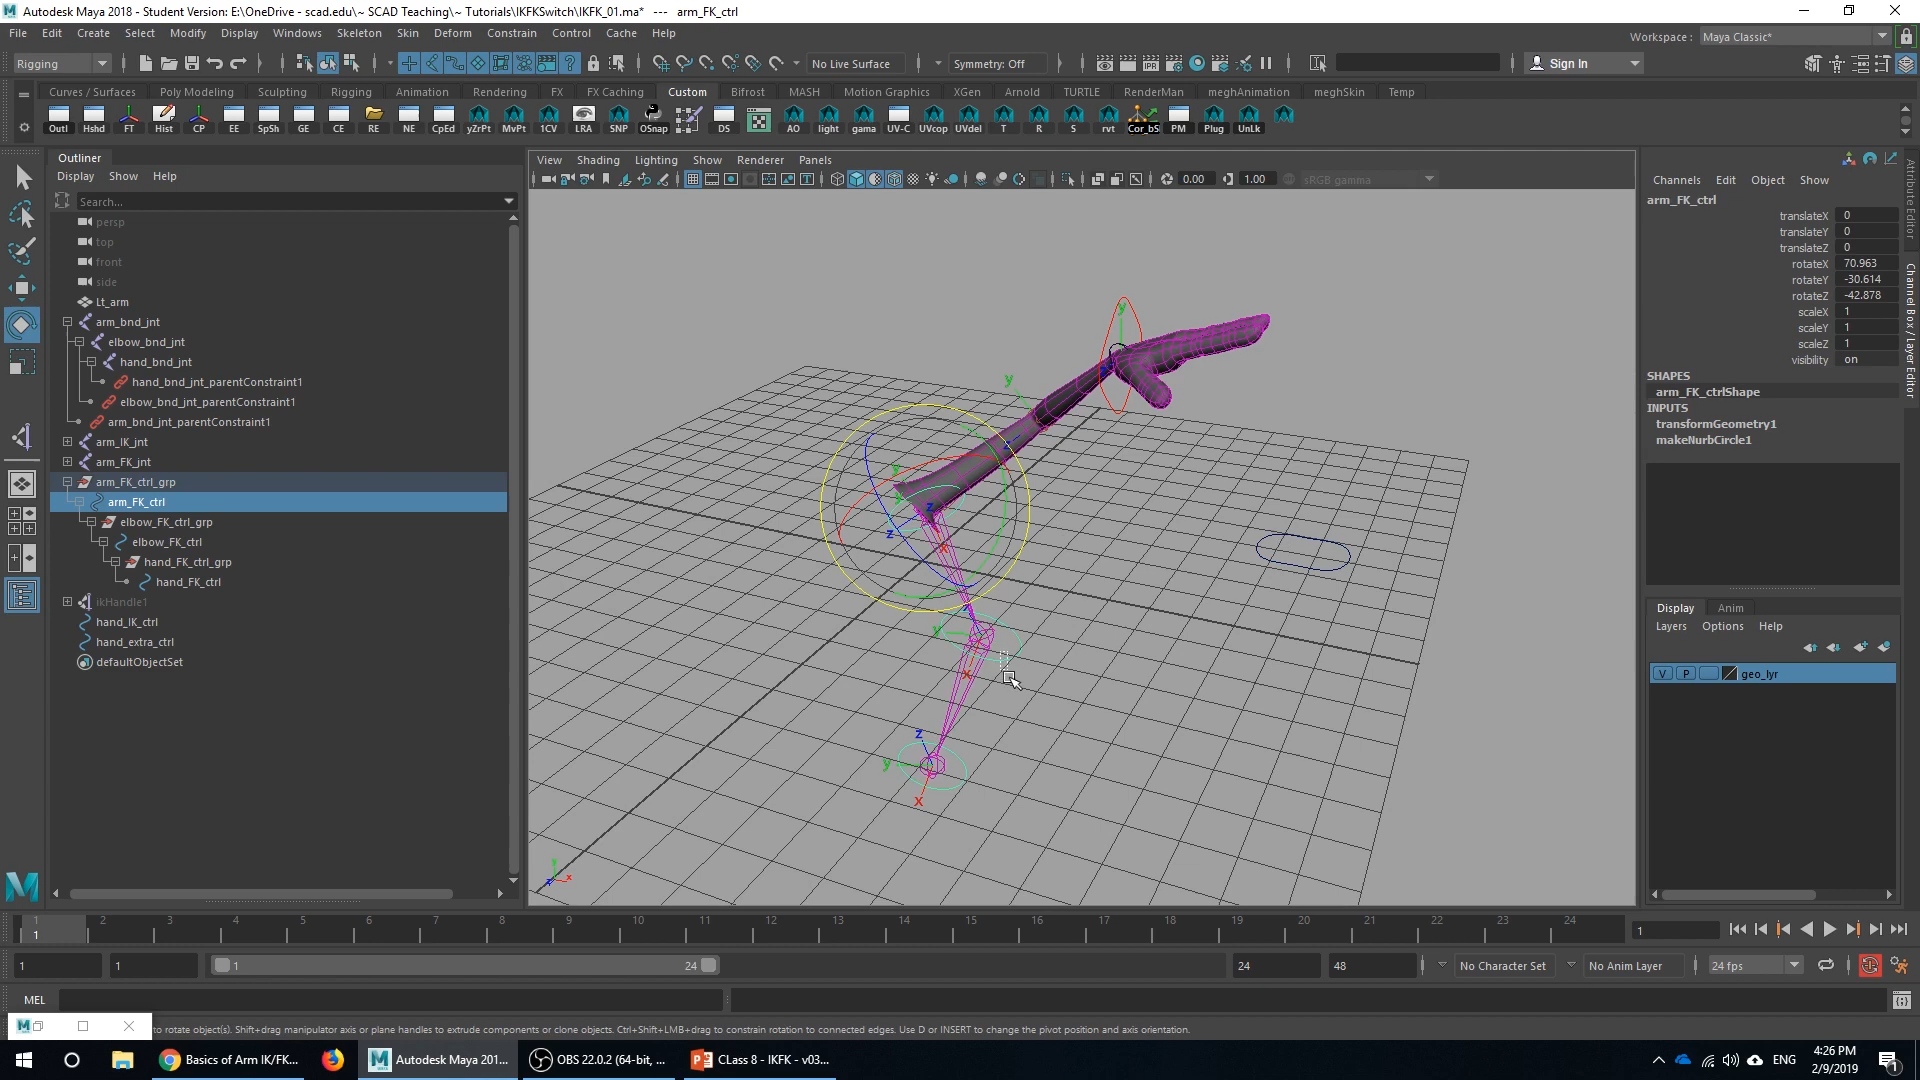 Autodesk Maya 2018 - Student Version: E:\OneDrive - scad.edu\~ SCAD Teaching\~ Tutorials\IKFKSwitch\IKFK_01.ma*   ---   arm_FK_ctrl
File Edit Create Select Modify Display Windows Skeleton Skin Deform Constrain Control Cache Help
Workspace : Maya Classic*
Rigging No Live Surface Symmetry: Off Sign In
Curves / Surfaces Poly Modeling Sculpting Rigging Animation Rendering FX FX Caching Custom Bifrost MASH Motion Graphics XGen Arnold TURTLE RenderMan meghAnimation meghSkin Temp
Outl Hshd FT Hist CP EE SpSh GE CE RE NE CpEd yZrPt MvPt 1CV LRA SNP OSnap DS AO light gama UV-C UVcop UVdel T R S rvt Cor_bS PM Plug UnLk
Outliner
Display Show Help
Search...
persp
top
front
side
Lt_arm
arm_bnd_jnt
elbow_bnd_jnt
hand_bnd_jnt
hand_bnd_jnt_parentConstraint1
elbow_bnd_jnt_parentConstraint1
arm_bnd_jnt_parentConstraint1
arm_IK_jnt
arm_FK_jnt
arm_FK_ctrl_grp
arm_FK_ctrl
elbow_FK_ctrl_grp
elbow_FK_ctrl
hand_FK_ctrl_grp
hand_FK_ctrl
ikHandle1
hand_IK_ctrl
hand_extra_ctrl
defaultObjectSet
View Shading Lighting Show Renderer Panels
0.00 1.00 sRGB gamma
Channels Edit Object Show
arm_FK_ctrl
translateX 0
translateY 0
translateZ 0
rotateX 70.963
rotateY -30.614
rotateZ -42.878
scaleX 1
scaleY 1
scaleZ 1
visibility on
SHAPES
arm_FK_ctrlShape
INPUTS
transformGeometry1
makeNurbCircle1
Attribute Editor
Channel Box / Layer Editor
Display Anim
Layers Options Help
V P geo_lyr
1 2 3 4 5 6 7 8 9 10 11 12 13 14 15 16 17 18 19 20 21 22 23 24
1 1
1 1 1 24 24 48 No Character Set No Anim Layer 24 fps
MEL
to rotate object(s). Shift+drag manipulator axis or plane handles to extrude components or clone objects. Ctrl+Shift+LMB+drag to constrain rotation to connected edges. Use D or INSERT to change the pivot position and axis orientation.
Basics of Arm IK/FK... Autodesk Maya 201... OBS 22.0.2 (64-bit, ... CLass 8 - IKFK - v03... ENG
4:26 PM
2/9/2019